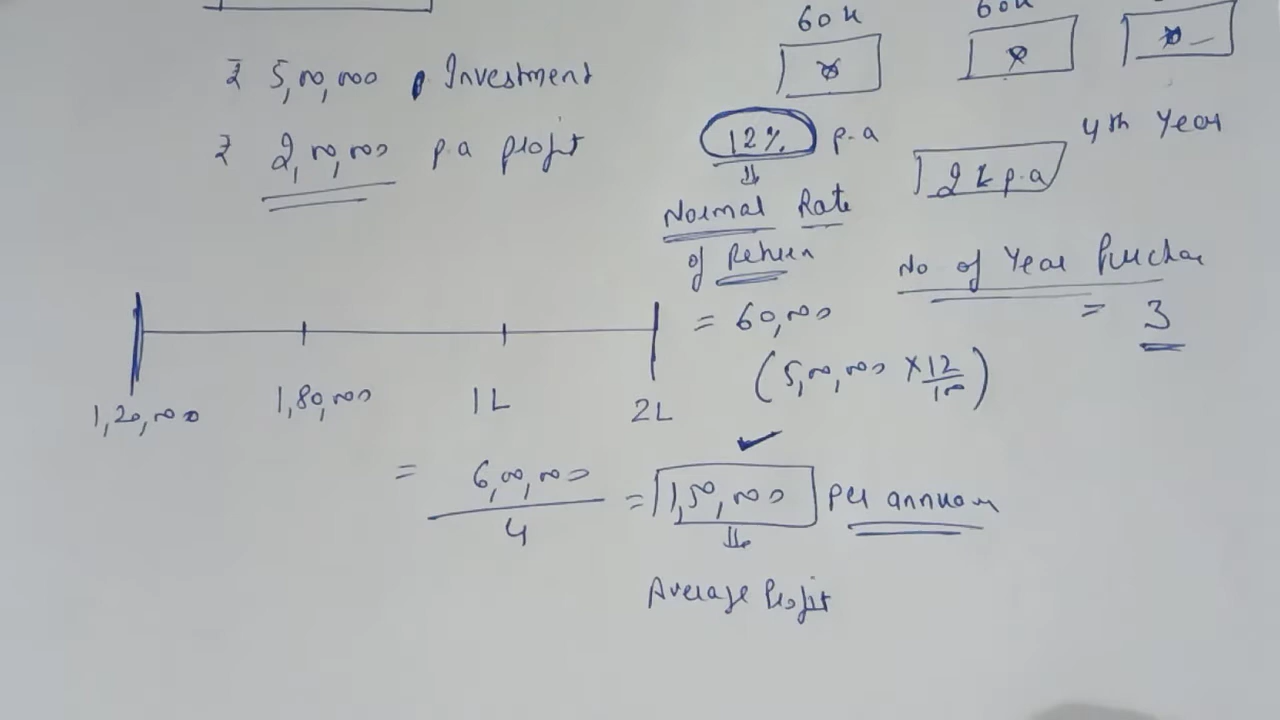 60K 60K
₹ 5,00,000 Investment
12% p.a 4th Year
₹ 2,00,000 p.a profit
2L p.a
Normal Rate
of Return
No of Year Purchase
= 3
= 60,000
(5,00,000 × 12/100)
1,20,000 1,80,000 1L 2L
= 6,00,000/4 = 1,50,000 Per annum
Average Profit